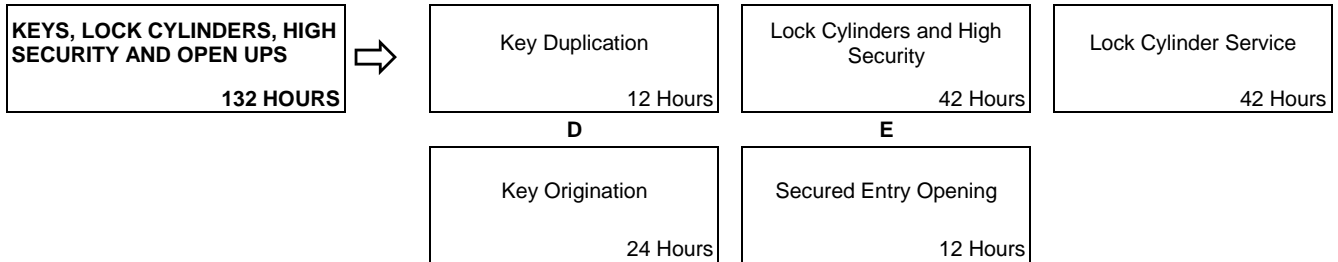 KEYS, LOCK CYLINDERS, HIGH
SECURITY AND OPEN UPS
132 HOURS
Key Duplication
12 Hours
Lock Cylinders and High
Security
42 Hours
Lock Cylinder Service
42 Hours
D
E
Key Origination
24 Hours
Secured Entry Opening
12 Hours